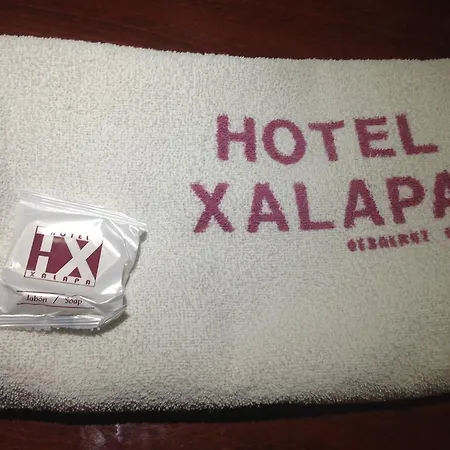 HOTEL
XALAPA
HOTEL
HX
XALAPA
Jabón / Soap